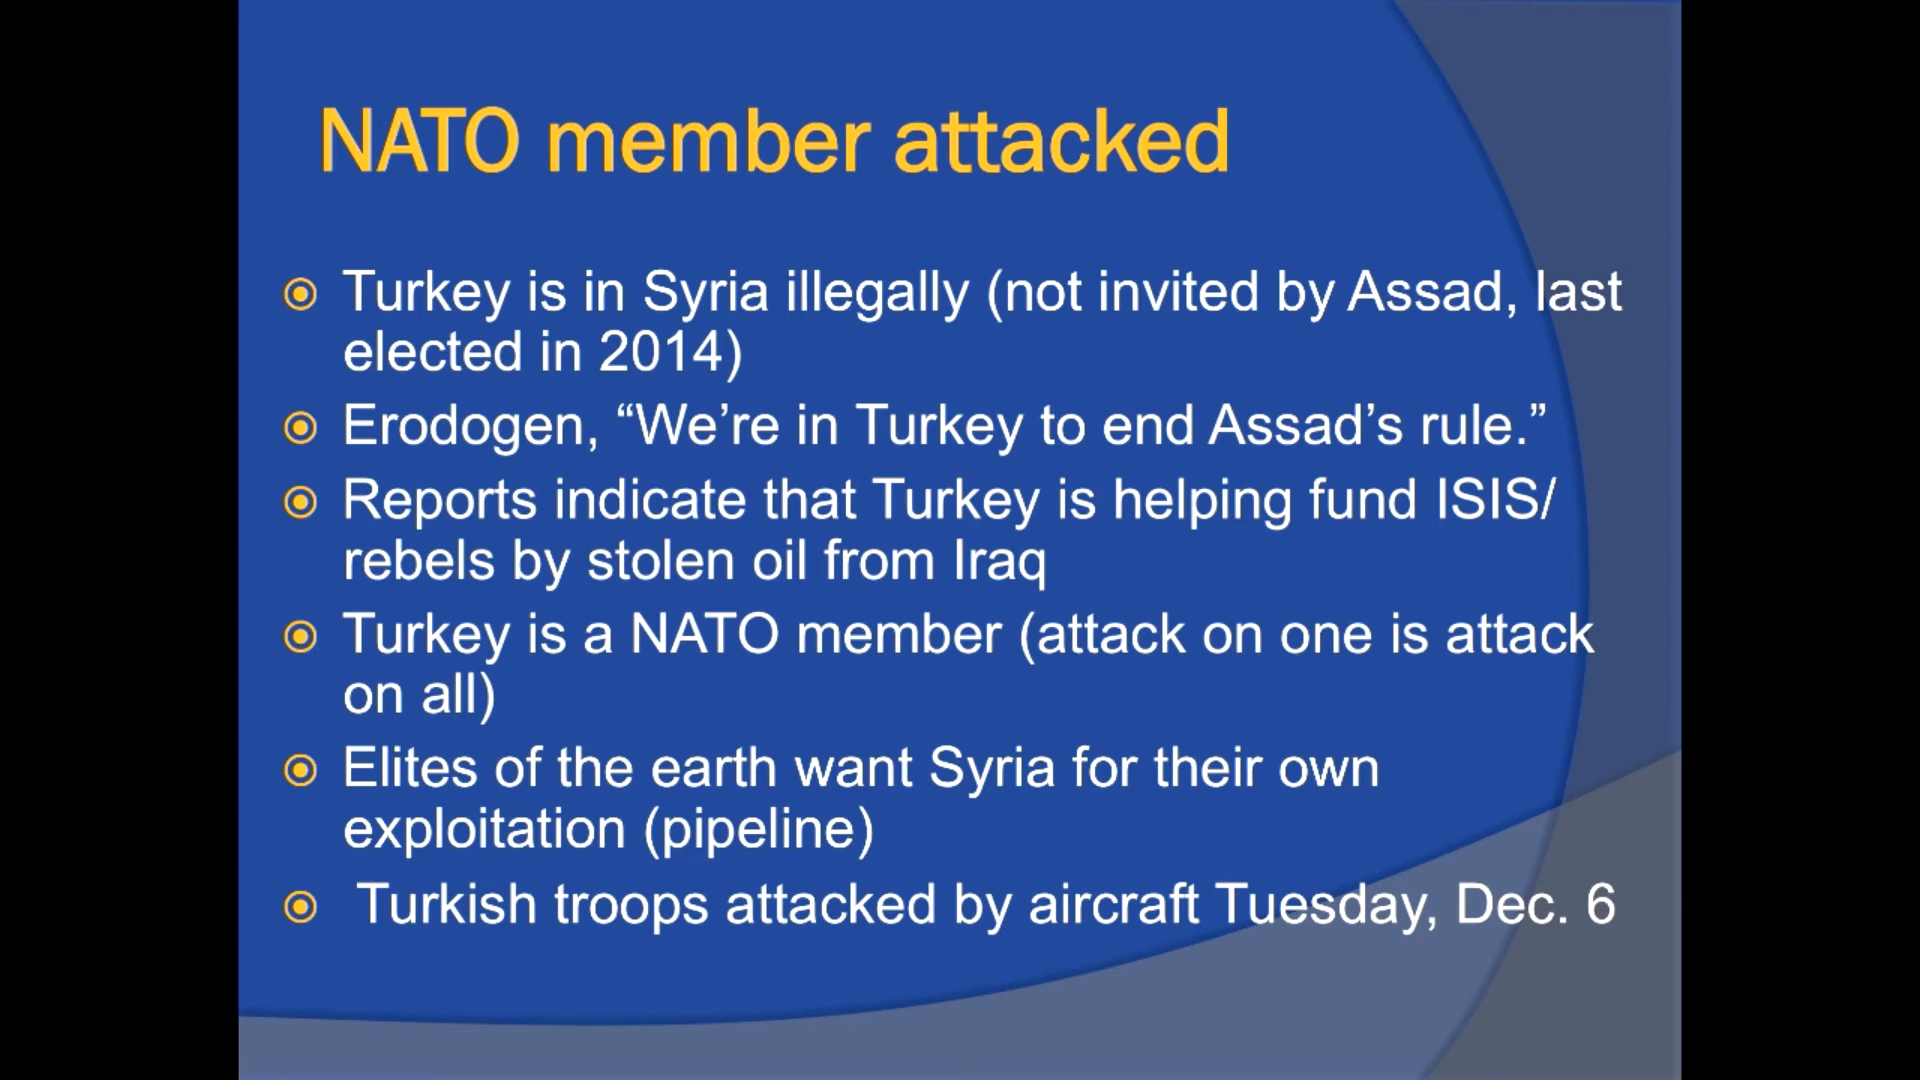 NATO member attacked
Turkey is in Syria illegally (not invited by Assad, last
elected in 2014)
Erodogen, “We’re in Turkey to end Assad’s rule.”
Reports indicate that Turkey is helping fund ISIS/
rebels by stolen oil from Iraq
Turkey is a NATO member (attack on one is attack
on all)
Elites of the earth want Syria for their own
exploitation (pipeline)
Turkish troops attacked by aircraft Tuesday, Dec. 6